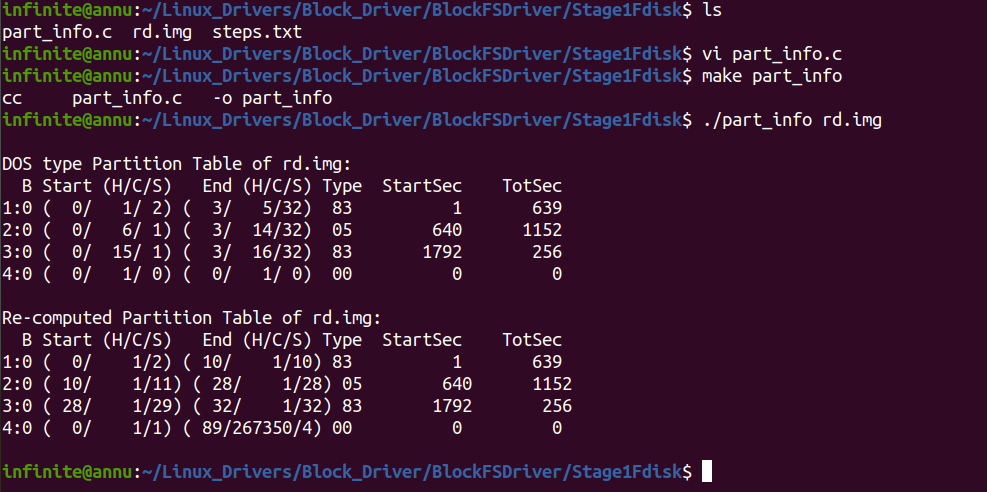 infinite@annu:~/Linux_Drivers/Block_Driver/BlockFSDriver/Stage1Fdisk$ ls
part_info.c  rd.img  steps.txt
infinite@annu:~/Linux_Drivers/Block_Driver/BlockFSDriver/Stage1Fdisk$ vi part_info.c
infinite@annu:~/Linux_Drivers/Block_Driver/BlockFSDriver/Stage1Fdisk$ make part_info
cc     part_info.c   -o part_info
infinite@annu:~/Linux_Drivers/Block_Driver/BlockFSDriver/Stage1Fdisk$ ./part_info rd.img

DOS type Partition Table of rd.img:
  B Start (H/C/S)   End (H/C/S) Type  StartSec    TotSec
1:0 (  0/   1/ 2) (  3/   5/32)  83          1       639
2:0 (  0/   6/ 1) (  3/  14/32)  05        640      1152
3:0 (  0/  15/ 1) (  3/  16/32)  83       1792       256
4:0 (  0/   1/ 0) (  0/   1/ 0)  00          0         0

Re-computed Partition Table of rd.img:
  B Start (H/C/S)   End (H/C/S) Type  StartSec    TotSec
1:0 (  0/    1/2) ( 10/    1/10) 83          1       639
2:0 ( 10/    1/11) ( 28/    1/28) 05        640      1152
3:0 ( 28/    1/29) ( 32/    1/32) 83       1792       256
4:0 (  0/    1/1) ( 89/267350/4) 00          0         0

infinite@annu:~/Linux_Drivers/Block_Driver/BlockFSDriver/Stage1Fdisk$